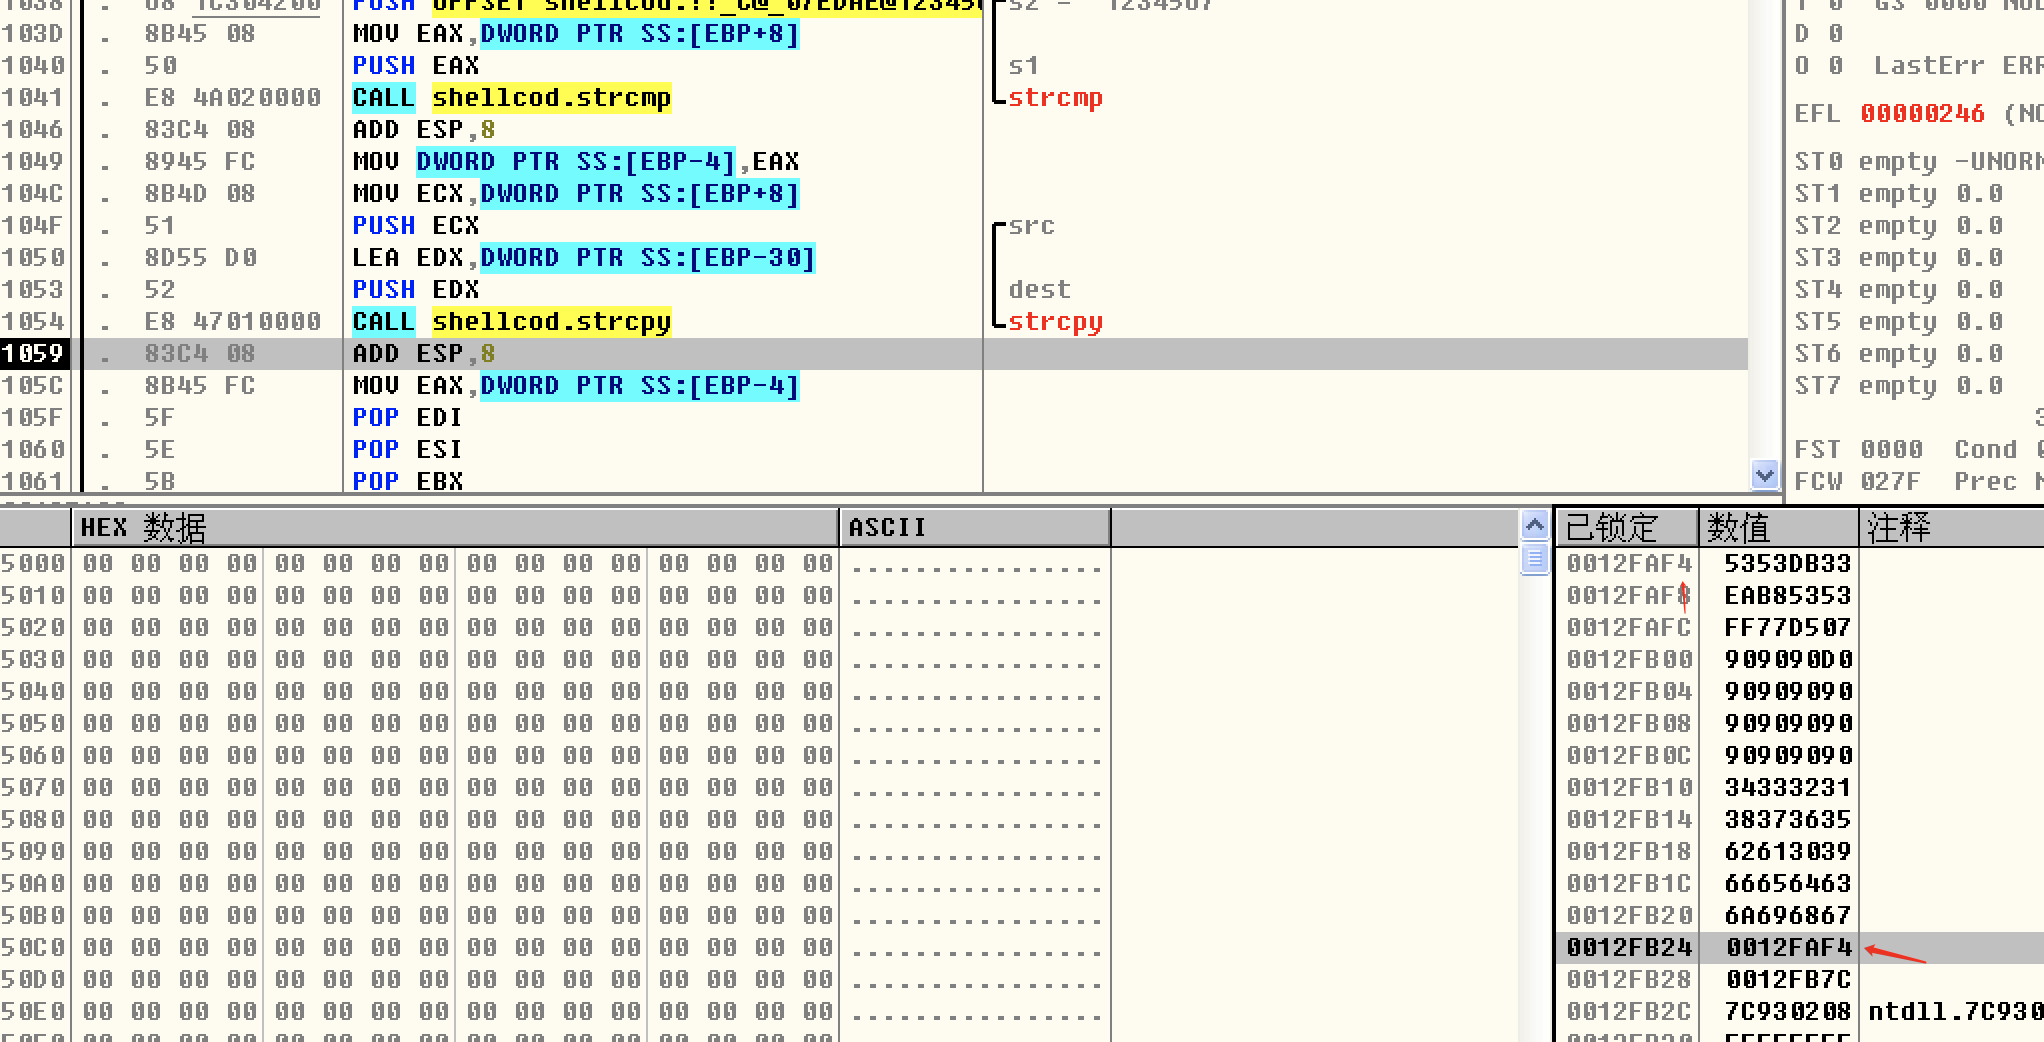 1038 . 68 1C304200 PUSH OFFSET shellcod.??_C@_07EDAE@12345 s2 = "1234567"
103D . 8B45 08 MOV EAX,DWORD PTR SS:[EBP+8]
1040 . 50 PUSH EAX s1
1041 . E8 4A020000 CALL shellcod.strcmp strcmp
1046 . 83C4 08 ADD ESP,8
1049 . 8945 FC MOV DWORD PTR SS:[EBP-4],EAX
104C . 8B4D 08 MOV ECX,DWORD PTR SS:[EBP+8]
104F . 51 PUSH ECX src
1050 . 8D55 D0 LEA EDX,DWORD PTR SS:[EBP-30]
1053 . 52 PUSH EDX dest
1054 . E8 47010000 CALL shellcod.strcpy strcpy
1059 . 83C4 08 ADD ESP,8
105C . 8B45 FC MOV EAX,DWORD PTR SS:[EBP-4]
105F . 5F POP EDI
1060 . 5E POP ESI
1061 . 5B POP EBX
T 0 GS 0000
D 0
O 0 LastErr ERR
EFL 00000246 (NO
ST0 empty -UNORM
ST1 empty 0.0
ST2 empty 0.0
ST3 empty 0.0
ST4 empty 0.0
ST5 empty 0.0
ST6 empty 0.0
ST7 empty 0.0
3
FST 0000 Cond 0
FCW 027F Prec N
HEX 数据 ASCII
5000 00 00 00 00 00 00 00 00 00 00 00 00 00 00 00 00 ................
5010 00 00 00 00 00 00 00 00 00 00 00 00 00 00 00 00 ................
5020 00 00 00 00 00 00 00 00 00 00 00 00 00 00 00 00 ................
5030 00 00 00 00 00 00 00 00 00 00 00 00 00 00 00 00 ................
5040 00 00 00 00 00 00 00 00 00 00 00 00 00 00 00 00 ................
5050 00 00 00 00 00 00 00 00 00 00 00 00 00 00 00 00 ................
5060 00 00 00 00 00 00 00 00 00 00 00 00 00 00 00 00 ................
5070 00 00 00 00 00 00 00 00 00 00 00 00 00 00 00 00 ................
5080 00 00 00 00 00 00 00 00 00 00 00 00 00 00 00 00 ................
5090 00 00 00 00 00 00 00 00 00 00 00 00 00 00 00 00 ................
50A0 00 00 00 00 00 00 00 00 00 00 00 00 00 00 00 00 ................
50B0 00 00 00 00 00 00 00 00 00 00 00 00 00 00 00 00 ................
50C0 00 00 00 00 00 00 00 00 00 00 00 00 00 00 00 00 ................
50D0 00 00 00 00 00 00 00 00 00 00 00 00 00 00 00 00 ................
50E0 00 00 00 00 00 00 00 00 00 00 00 00 00 00 00 00 ................
已锁定 数值 注释
0012FAF4 5353DB33
0012FAF8 EAB85353
0012FAFC FF77D507
0012FB00 909090D0
0012FB04 90909090
0012FB08 90909090
0012FB0C 90909090
0012FB10 34333231
0012FB14 38373635
0012FB18 62613039
0012FB1C 66656463
0012FB20 6A696867
0012FB24 0012FAF4
0012FB28 0012FB7C
0012FB2C 7C930208 ntdll.7C930